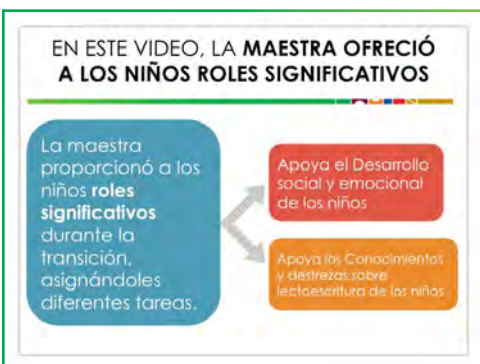 EN ESTE VIDEO, LA MAESTRA OFRECIÓ
A LOS NIÑOS ROLES SIGNIFICATIVOS
La maestra
proporcionó a los
niños roles
significativos
durante la
transición,
asignándoles
diferentes tareas.
Apoya el Desarrollo
social y emocional
de los niños
Apoya los Conocimientos
y destrezas sobre
lectoescritura de los niños